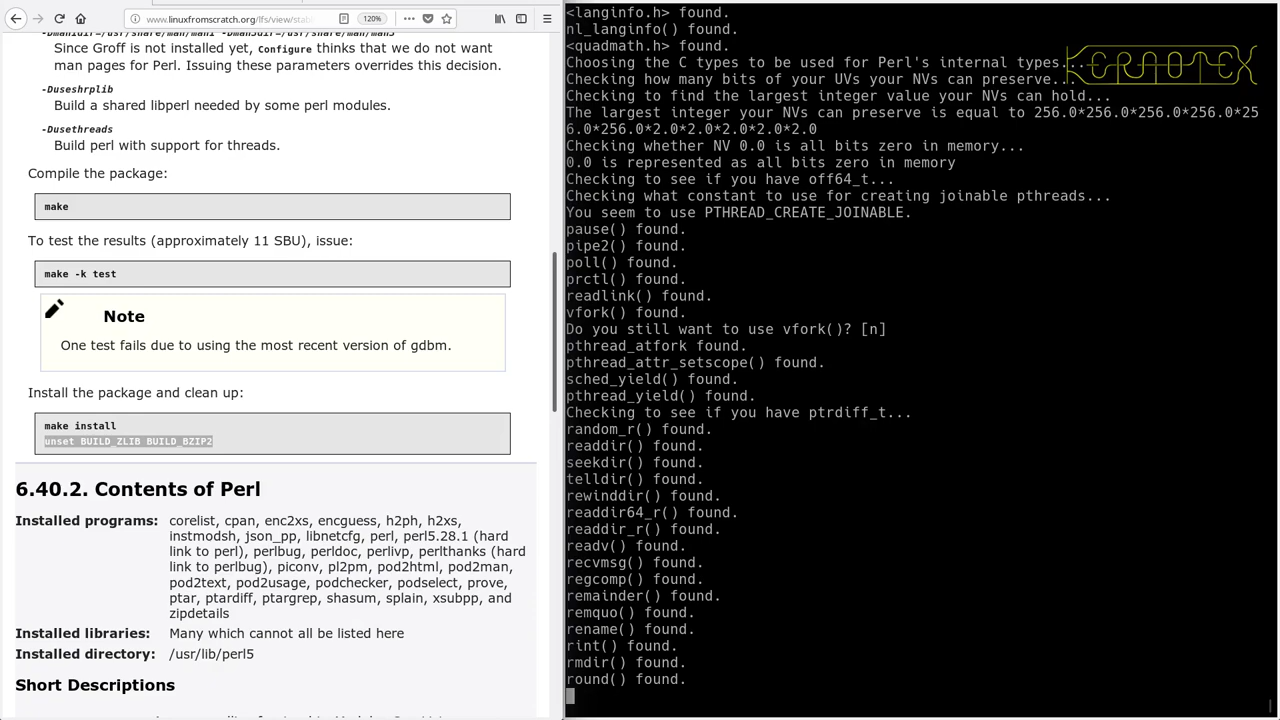 www.linuxfromscratch.org/lfs/view/stab
120%
-Dman1dir=/usr/share/man/man1 -Dman3dir=/usr/share/man/man3
Since Groff is not installed yet, Configure thinks that we do not want
man pages for Perl. Issuing these parameters overrides this decision.
-Duseshrplib
Build a shared libperl needed by some perl modules.
-Dusethreads
Build perl with support for threads.
Compile the package:
make
To test the results (approximately 11 SBU), issue:
make -k test
Note
One test fails due to using the most recent version of gdbm.
Install the package and clean up:
make install
unset BUILD_ZLIB BUILD_BZIP2
6.40.2. Contents of Perl
Installed programs: corelist, cpan, enc2xs, encguess, h2ph, h2xs,
instmodsh, json_pp, libnetcfg, perl, perl5.28.1 (hard
link to perl), perlbug, perldoc, perlivp, perlthanks (hard
link to perlbug), piconv, pl2pm, pod2html, pod2man,
pod2text, pod2usage, podchecker, podselect, prove,
ptar, ptardiff, ptargrep, shasum, splain, xsubpp, and
zipdetails
Installed libraries: Many which cannot all be listed here
Installed directory: /usr/lib/perl5
Short Descriptions
<langinfo.h> found.
nl_langinfo() found.
<quadmath.h> found.
Choosing the C types to be used for Perl's internal types...
Checking how many bits of your UVs your NVs can preserve...
Checking to find the largest integer value your NVs can hold...
The largest integer your NVs can preserve is equal to 256.0*256.0*256.0*256.0*25
6.0*256.0*2.0*2.0*2.0*2.0*2.0
Checking whether NV 0.0 is all bits zero in memory...
0.0 is represented as all bits zero in memory
Checking to see if you have off64_t...
Checking what constant to use for creating joinable pthreads...
You seem to use PTHREAD_CREATE_JOINABLE.
pause() found.
pipe2() found.
poll() found.
prctl() found.
readlink() found.
vfork() found.
Do you still want to use vfork()? [n]
pthread_atfork found.
pthread_attr_setscope() found.
sched_yield() found.
pthread_yield() found.
Checking to see if you have ptrdiff_t...
random_r() found.
readdir() found.
seekdir() found.
telldir() found.
rewinddir() found.
readdir64_r() found.
readdir_r() found.
readv() found.
recvmsg() found.
regcomp() found.
remainder() found.
remquo() found.
rename() found.
rint() found.
rmdir() found.
round() found.